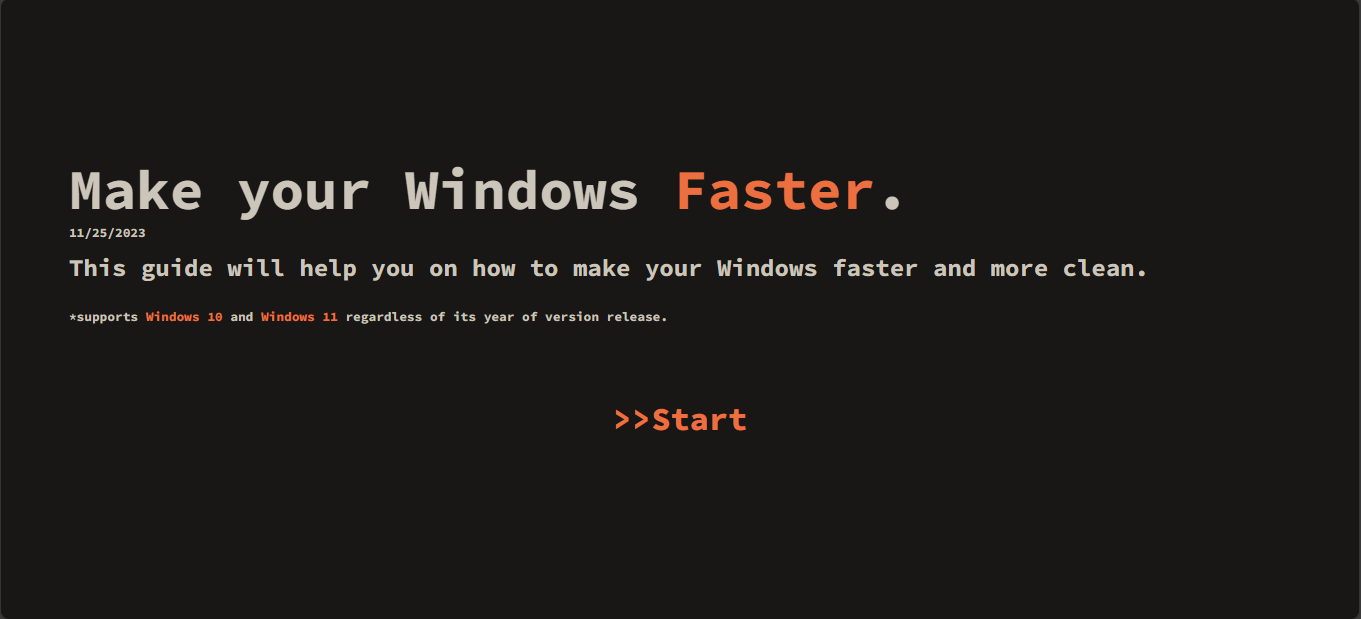 Make your Windows Faster.
11/25/2023
This guide will help you on how to make your Windows faster and more clean.
*supports Windows 10 and Windows 11 regardless of its year of version release.
>>Start